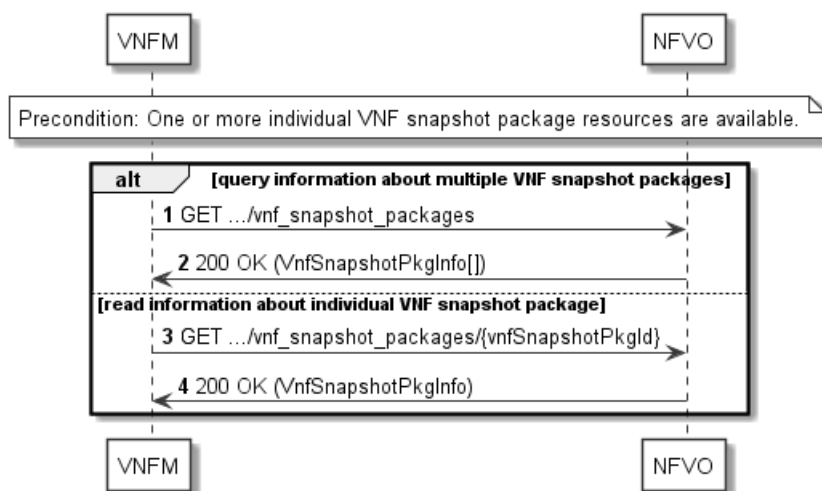 VNFM NFVO
Precondition: One or more individual VNF snapshot package resources are available.
alt [query information about multiple VNF snapshot packages]
1 GET .../vnf_snapshot_packages
2 200 OK (VnfSnapshotPkgInfo[])
[read information about individual VNF snapshot package]
3 GET .../vnf_snapshot_packages/{vnfSnapshotPkgId}
4 200 OK (VnfSnapshotPkgInfo)
VNFM NFVO